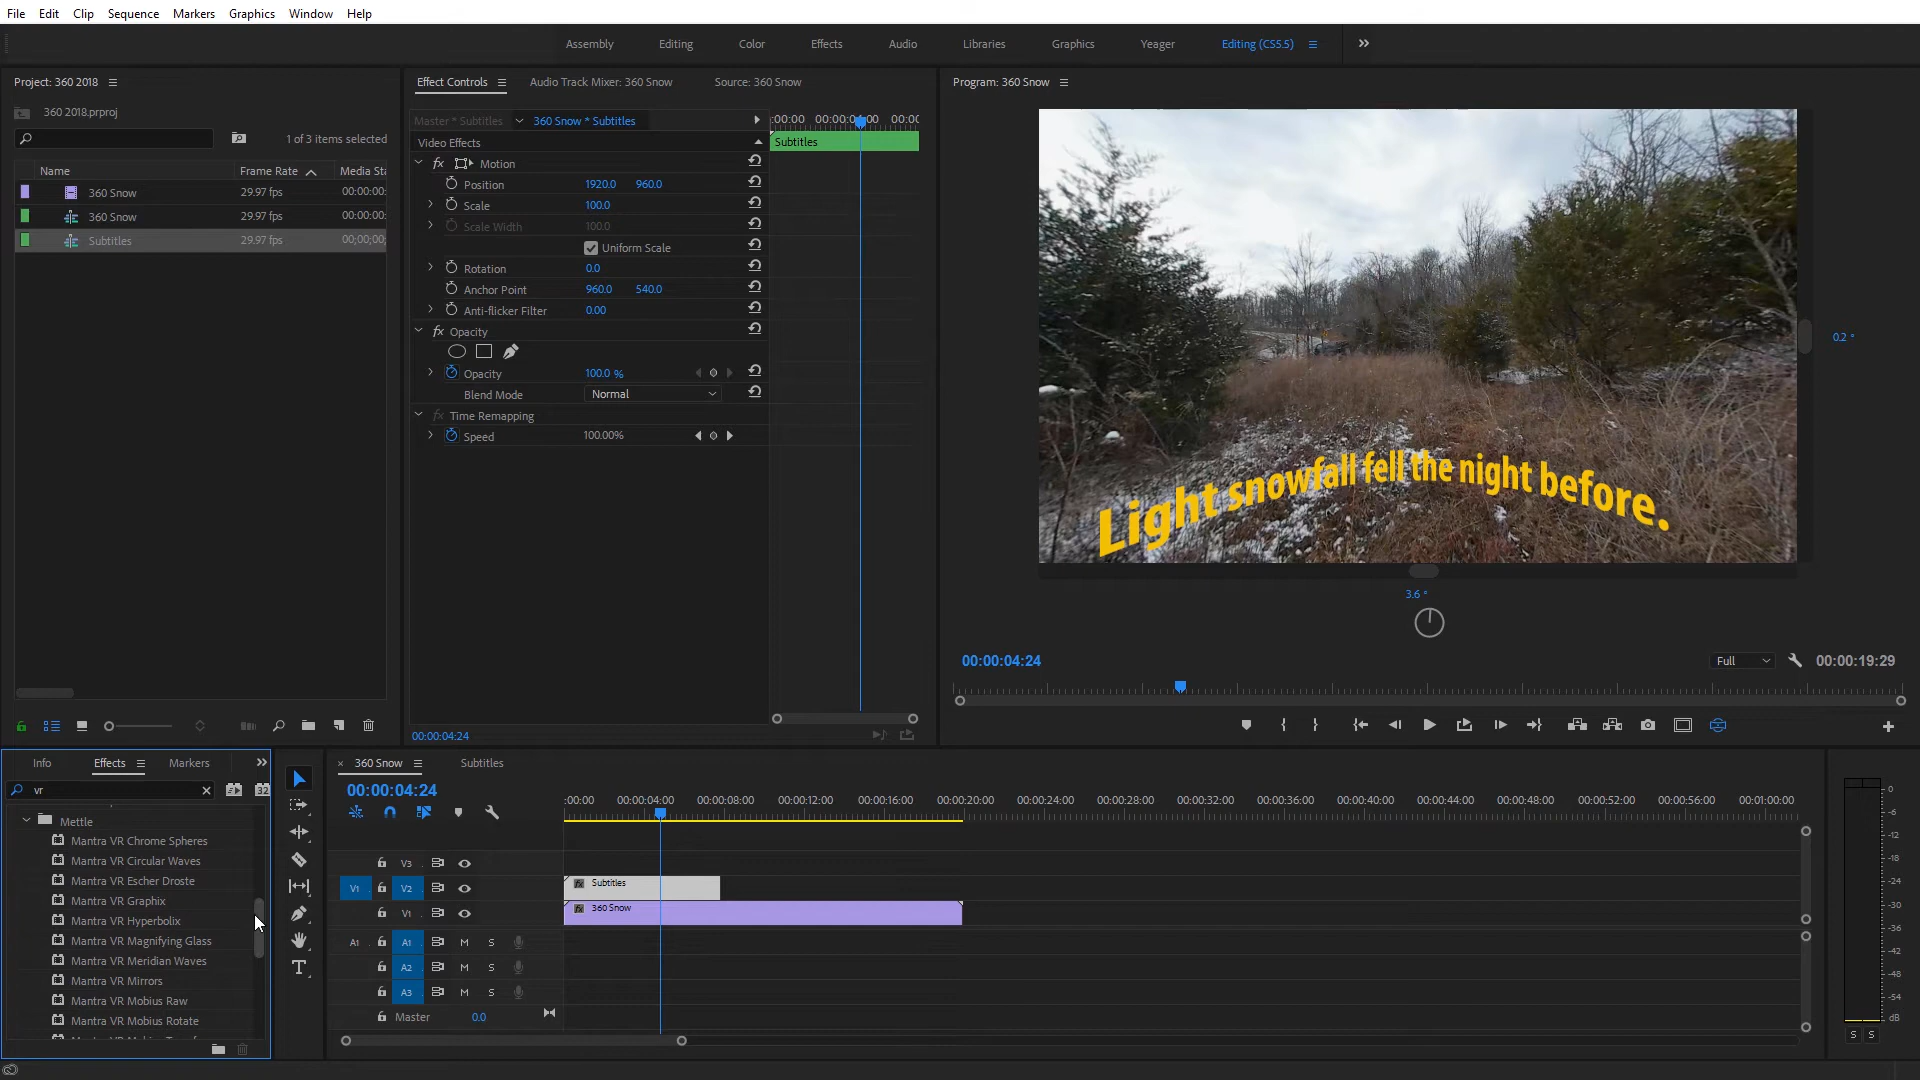 File Edit Clip Sequence Markers Graphics Window Help
Assembly Editing Color Effects Audio Libraries Graphics Yeager Editing (CS5.5)
Project: 360 2018
360 2018.prproj
1 of 3 items selected
Name Frame Rate Media Sta
360 Snow 29.97 fps 00:00:00:
360 Snow 29.97 fps 00:00:00:
Subtitles 29.97 fps 00;00;00;
Effect Controls Audio Track Mixer: 360 Snow Source: 360 Snow
Master * Subtitles 360 Snow * Subtitles
Video Effects
fx Motion
Position 1920.0 960.0
Scale 100.0
Scale Width 100.0
Uniform Scale
Rotation 0.0
Anchor Point 960.0 540.0
Anti-flicker Filter 0.00
fx Opacity
Opacity 100.0 %
Blend Mode Normal
fx Time Remapping
Speed 100.00%
Subtitles
00:00:04:24
Program: 360 Snow
Light snowfall fell the night before.
0.2 °
3.6 °
00:00:04:24 Full 00:00:19:29
Info Effects Markers
vr
32
Mettle
Mantra VR Chrome Spheres
Mantra VR Circular Waves
Mantra VR Escher Droste
Mantra VR Graphix
Mantra VR Hyperbolix
Mantra VR Magnifying Glass
Mantra VR Meridian Waves
Mantra VR Mirrors
Mantra VR Mobius Raw
Mantra VR Mobius Rotate
× 360 Snow Subtitles
00:00:04:24
:00:00 00:00:04:00 00:00:08:00 00:00:12:00 00:00:16:00 00:00:20:00 00:00:24:00 00:00:28:00 00:00:32:00 00:00:36:00 00:00:40:00 00:00:44:00 00:00:48:00 00:00:52:00 00:00:56:00 00:01:00:00
V3
V1 V2 fx Subtitles
V1 fx 360 Snow
A1 A1 M S
A2 M S
A3 M S
Master 0.0
0
-6
-12
-18
-24
-30
-36
-42
-48
-54
dB
S S